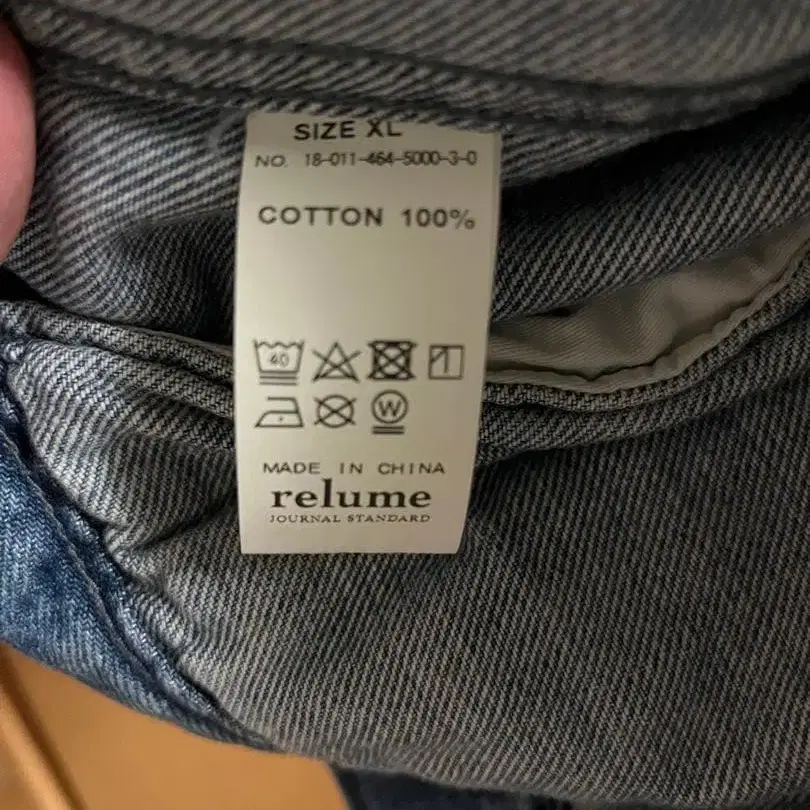 SIZE XL
NO. 18-011-464-5000-3-0
COTTON 100%
40
W
MADE IN CHINA
relume
JOURNAL STANDARD